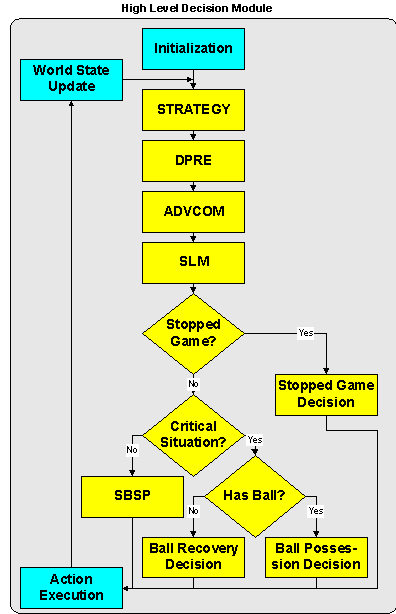 High Level Decision Module
Initialization
World State
Update
STRATEGY
DPRE
ADVCOM
SLM
Stopped
Game?
Yes
No
Stopped Game
Decision
Critical
Situation?
No
Yes
SBSP
Has Ball?
No
Yes
Ball Recovery
Decision
Ball Posses-
sion Decision
Action
Execution